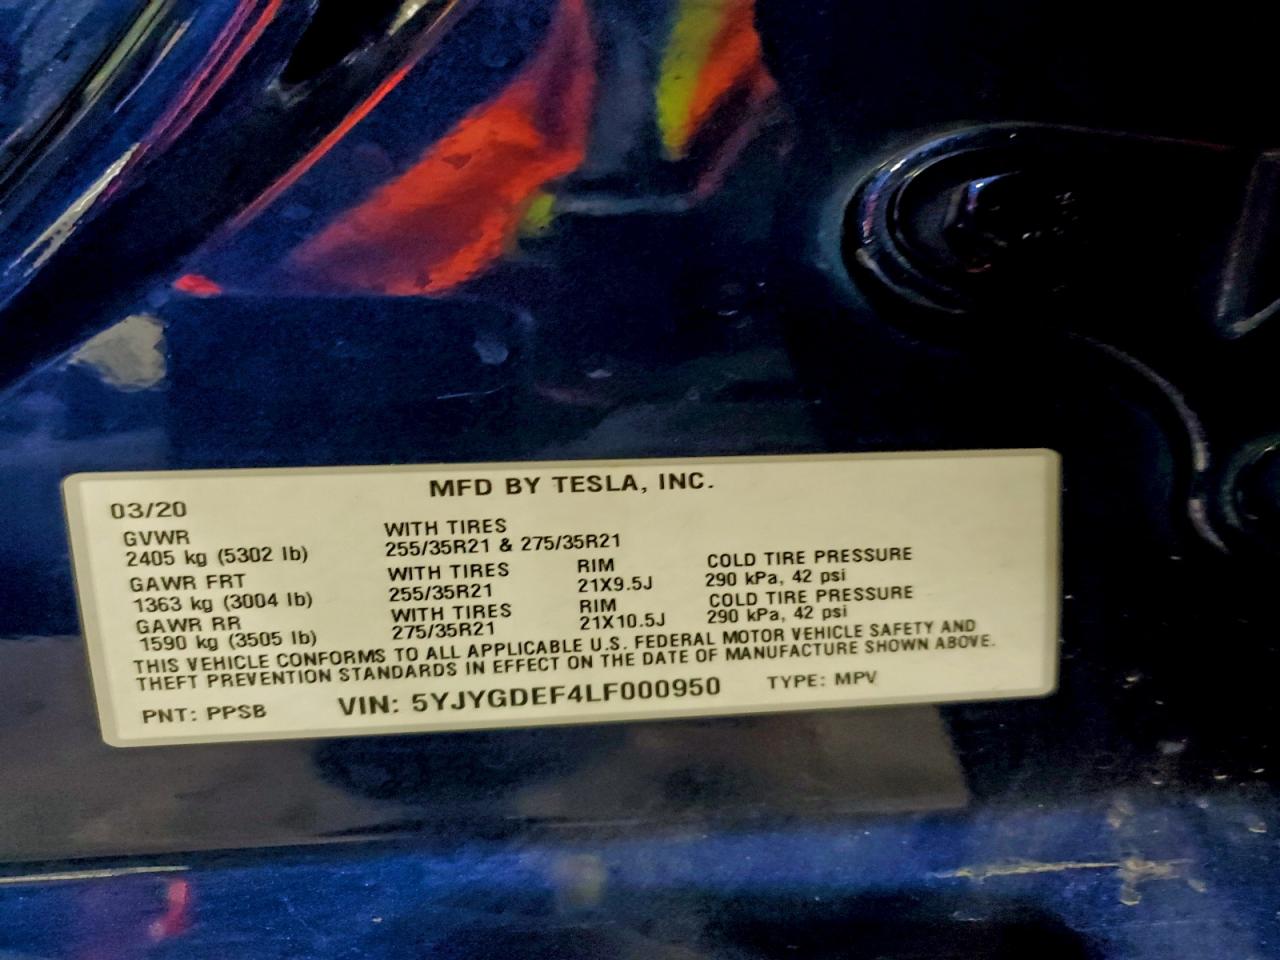 MFD BY TESLA, INC.
03/20
GVWR WITH TIRES
2405 kg (5302 lb) 255/35R21 & 275/35R21
GAWR FRT WITH TIRES RIM COLD TIRE PRESSURE
1363 kg (3004 lb) 255/35R21 21X9.5J 290 kPa, 42 psi
GAWR RR WITH TIRES RIM COLD TIRE PRESSURE
1590 kg (3505 lb) 275/35R21 21X10.5J 290 kPa, 42 psi
THIS VEHICLE CONFORMS TO ALL APPLICABLE U.S. FEDERAL MOTOR VEHICLE SAFETY AND
THEFT PREVENTION STANDARDS IN EFFECT ON THE DATE OF MANUFACTURE SHOWN ABOVE.
PNT: PPSB VIN: 5YJYGDEF4LF000950 TYPE: MPV